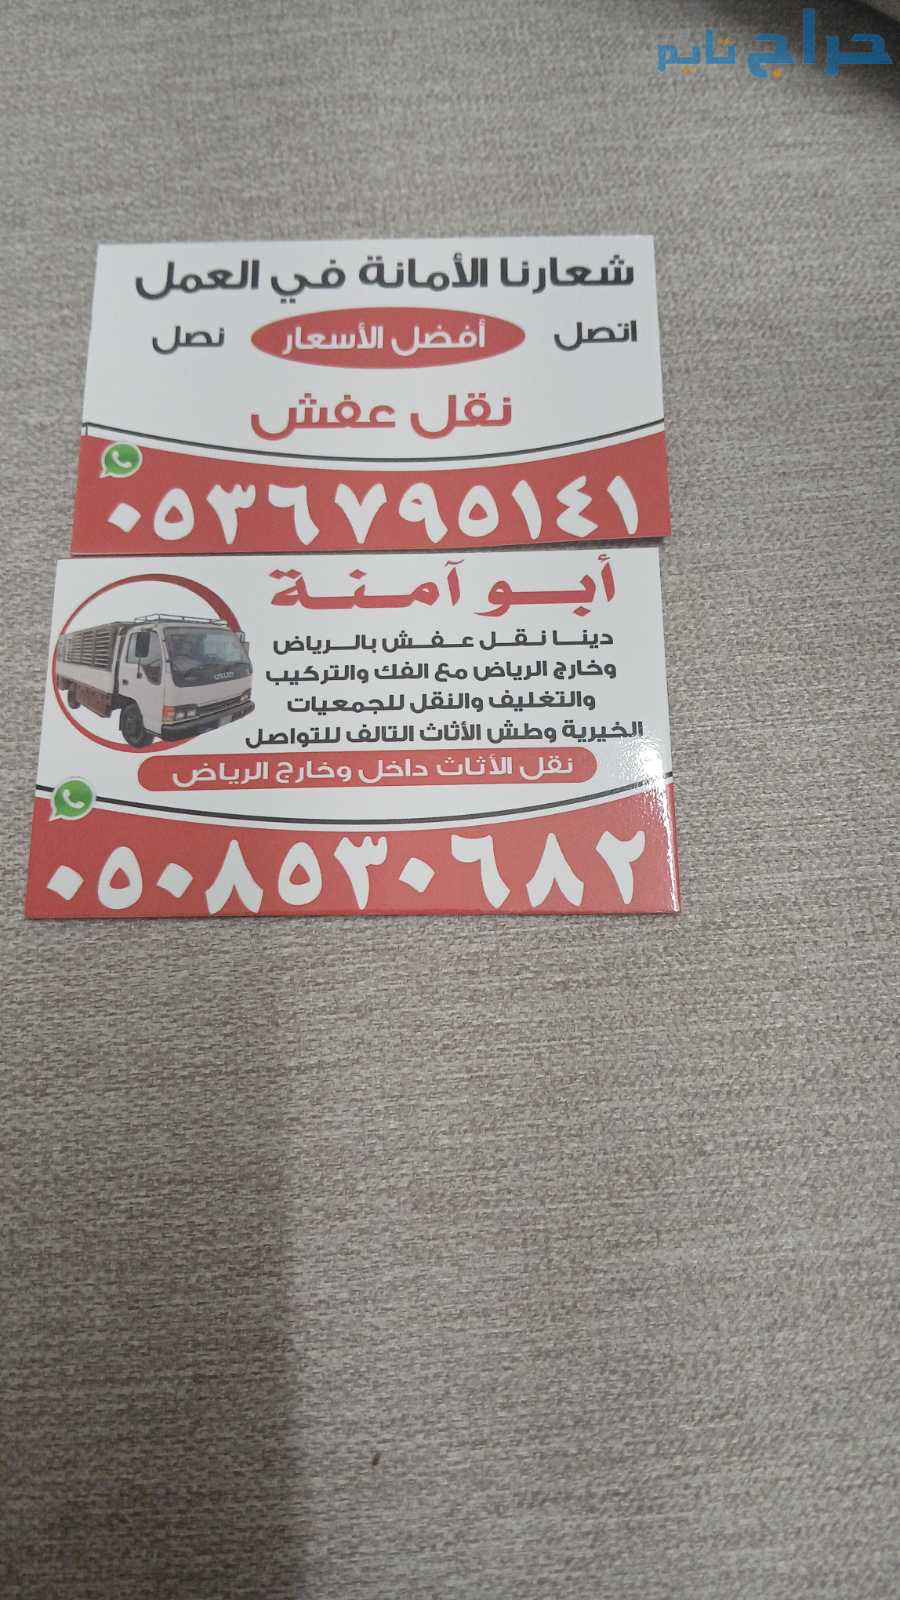 حراج تايم
شعارنا الأمانة في العمل
اتصل أفضل الأسعار نصل
نقل عفش
٠٥٣٦٧٩٥١٤١
أبو آمنة
دينا نقل عفش بالرياض
وخارج الرياض مع الفك والتركيب
والتغليف والنقل للجمعيات
الخيرية وطش الأثاث التالف للتواصل
نقل الأثاث داخل وخارج الرياض
٠٥٠٨٥٣٠٦٨٢
ISUZU